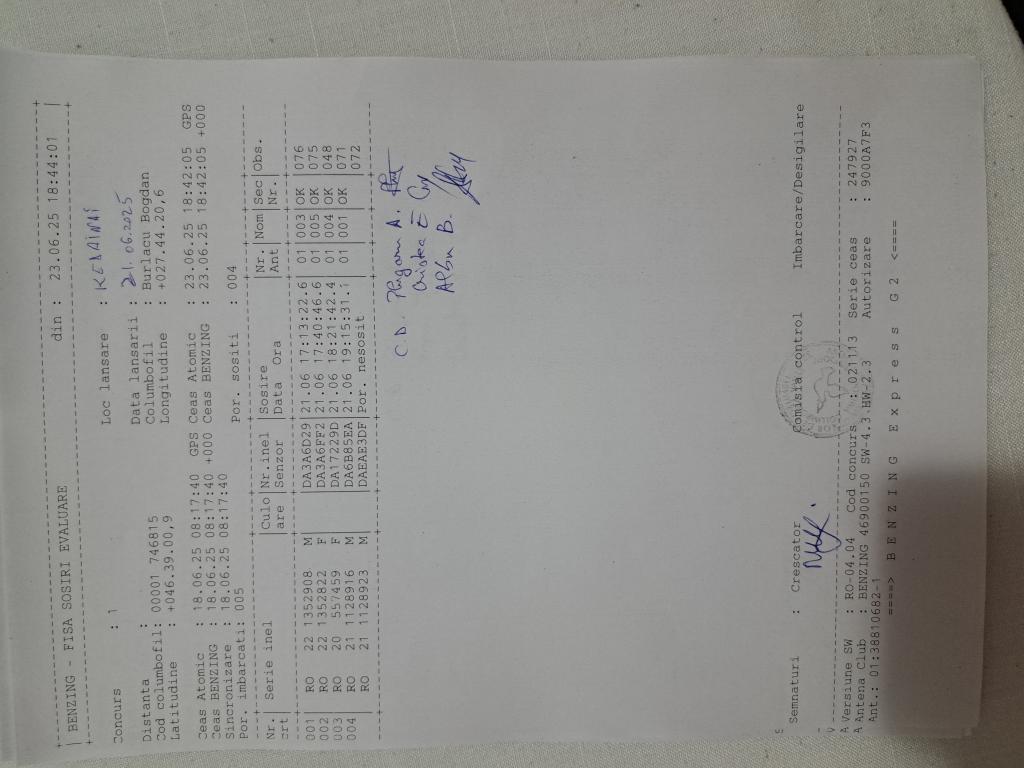 | BENZING - FISA SOSIRI EVALUARE din : 23.06.25 18:44:01 |
Concurs : 1 Loc lansare : KEDAINAI
Data lansarii : 21.06.2025
Distanta : Columbofil : Burlacu Bogdan
Cod columbofil: 00001 746815 Longitudine : +027.44.20,6
Latitudine : +046.39.00,9
Ceas Atomic : 18.06.25 08:17:40 GPS Ceas Atomic : 23.06.25 18:42:05 GPS
Ceas BENZING : 18.06.25 08:17:40 +000 Ceas BENZING : 23.06.25 18:42:05 +000
Sincronizare : 18.06.25 08:17:40
Por. imbarcati: 005 Por. sositi : 004
Nr. | Serie inel |Culo|Nr.inel |Sosire |Nr. |Nom |Sec |Obs.
crt| |are |Senzor |Data Ora |Ant | |Nr. |
001 | RO 22 1352908 M| |DA3A6D29|21.06 17:13:22.6| 01 |003 |OK |076
002 | RO 22 1352822 F| |DA3A6FF2|21.06 17:40:46.6| 01 |005 |OK |075
003 | RO 20 557459 F| |DA17229D|21.06 18:21:42.4| 01 |004 |OK |048
004 | RO 21 1128916 M| |DA6B85EA|21.06 19:15:31. | 01 |001 |OK |071
| RO 21 1128923 M| |DAEAE3DF|Por. nesosit | | | |072
C.D. A.
B.
Semnaturi : Crescator Comisia control Imbarcare/Desigilare
Versiune SW : RO-04.04 Cod concurs : 021113 Serie ceas : 247927
Antena Club : BENZING 46900150 SW-4.3 HW-2.3 Autorizare : 9000A7F3
Ant.: 01:38810682-1
====> B E N Z I N G E x p r e s s G 2 <====